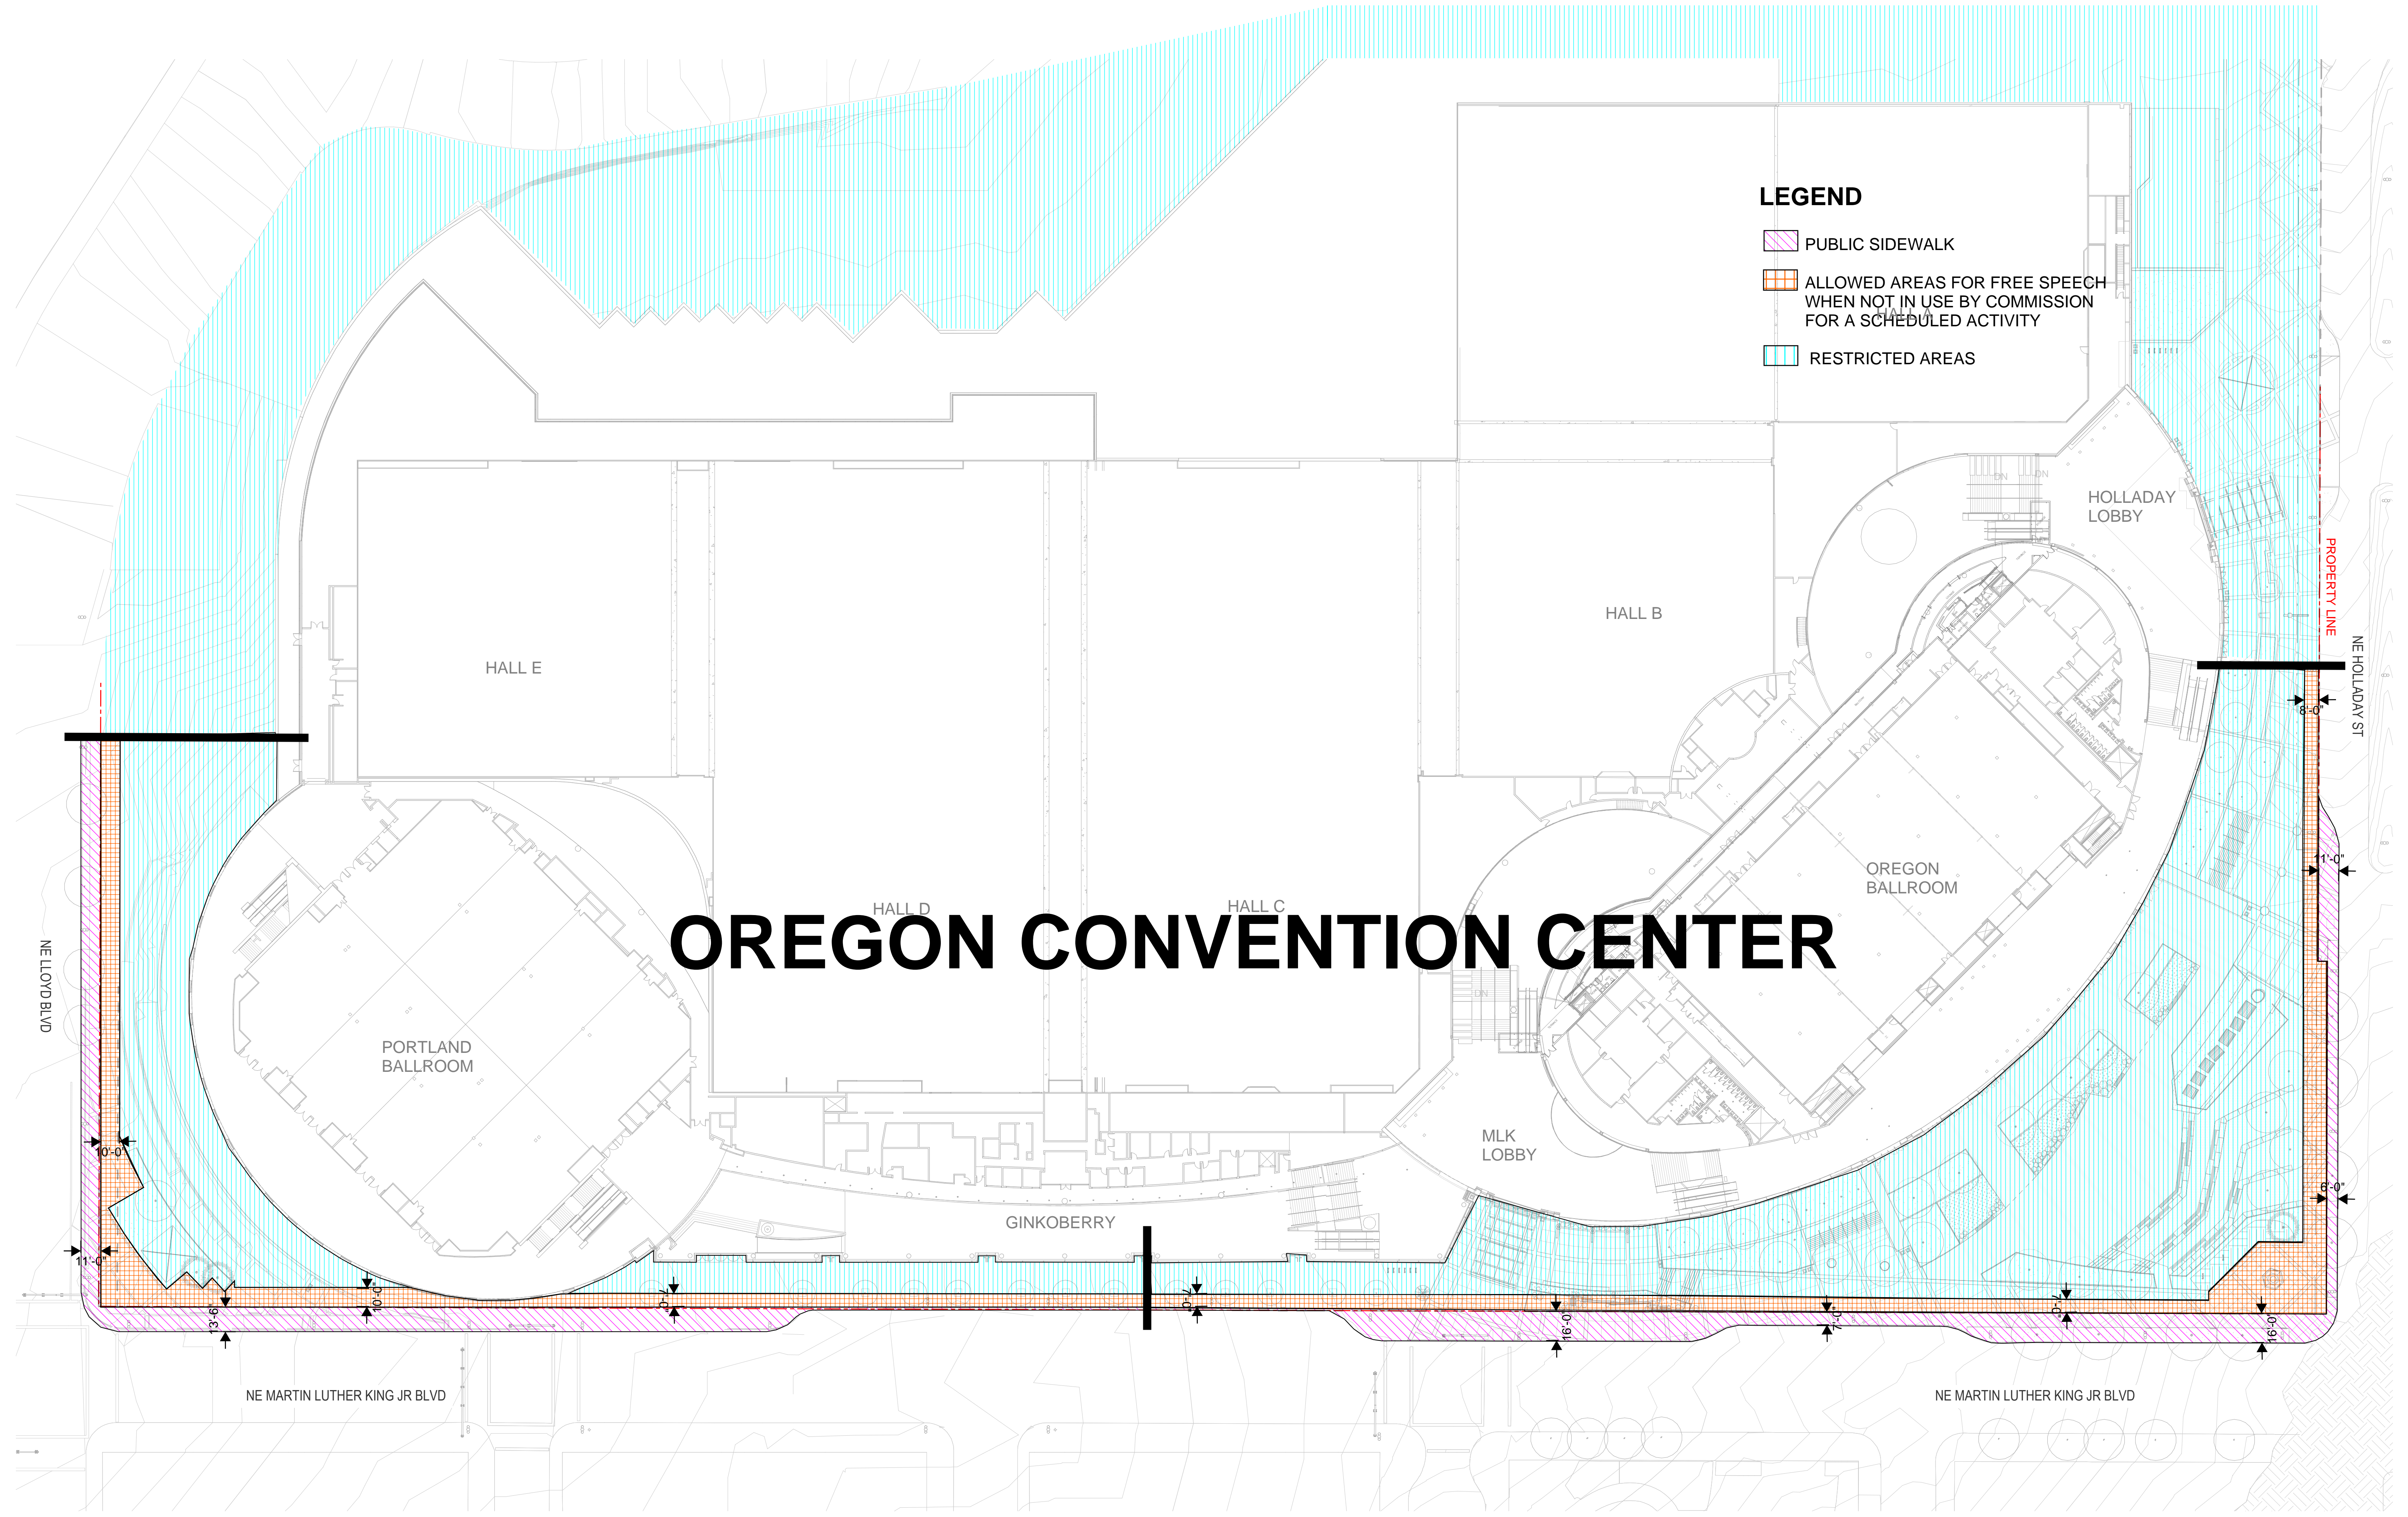 LEGEND
PUBLIC SIDEWALK
ALLOWED AREAS FOR FREE SPEECH
WHEN NOT IN USE BY COMMISSION
FOR A SCHEDULED ACTIVITY
HALL A
RESTRICTED AREAS
DN
DN
HOLLADAY
LOBBY
PROPERTY LINE
NE HOLLADAY ST
HALL B
HALL E
8'-0"
11'-0"
OREGON
BALLROOM
HALL D
HALL C
OREGON CONVENTION CENTER
NE LLOYD BLVD
DN
PORTLAND
BALLROOM
MLK
LOBBY
10'-0"
6'-0"
GINKOBERRY
11'-0"
13'-6"
10'-0"
7'-0"
7'-0"
16'-0"
7'-0"
7'-0"
16'-0"
NE MARTIN LUTHER KING JR BLVD
NE MARTIN LUTHER KING JR BLVD